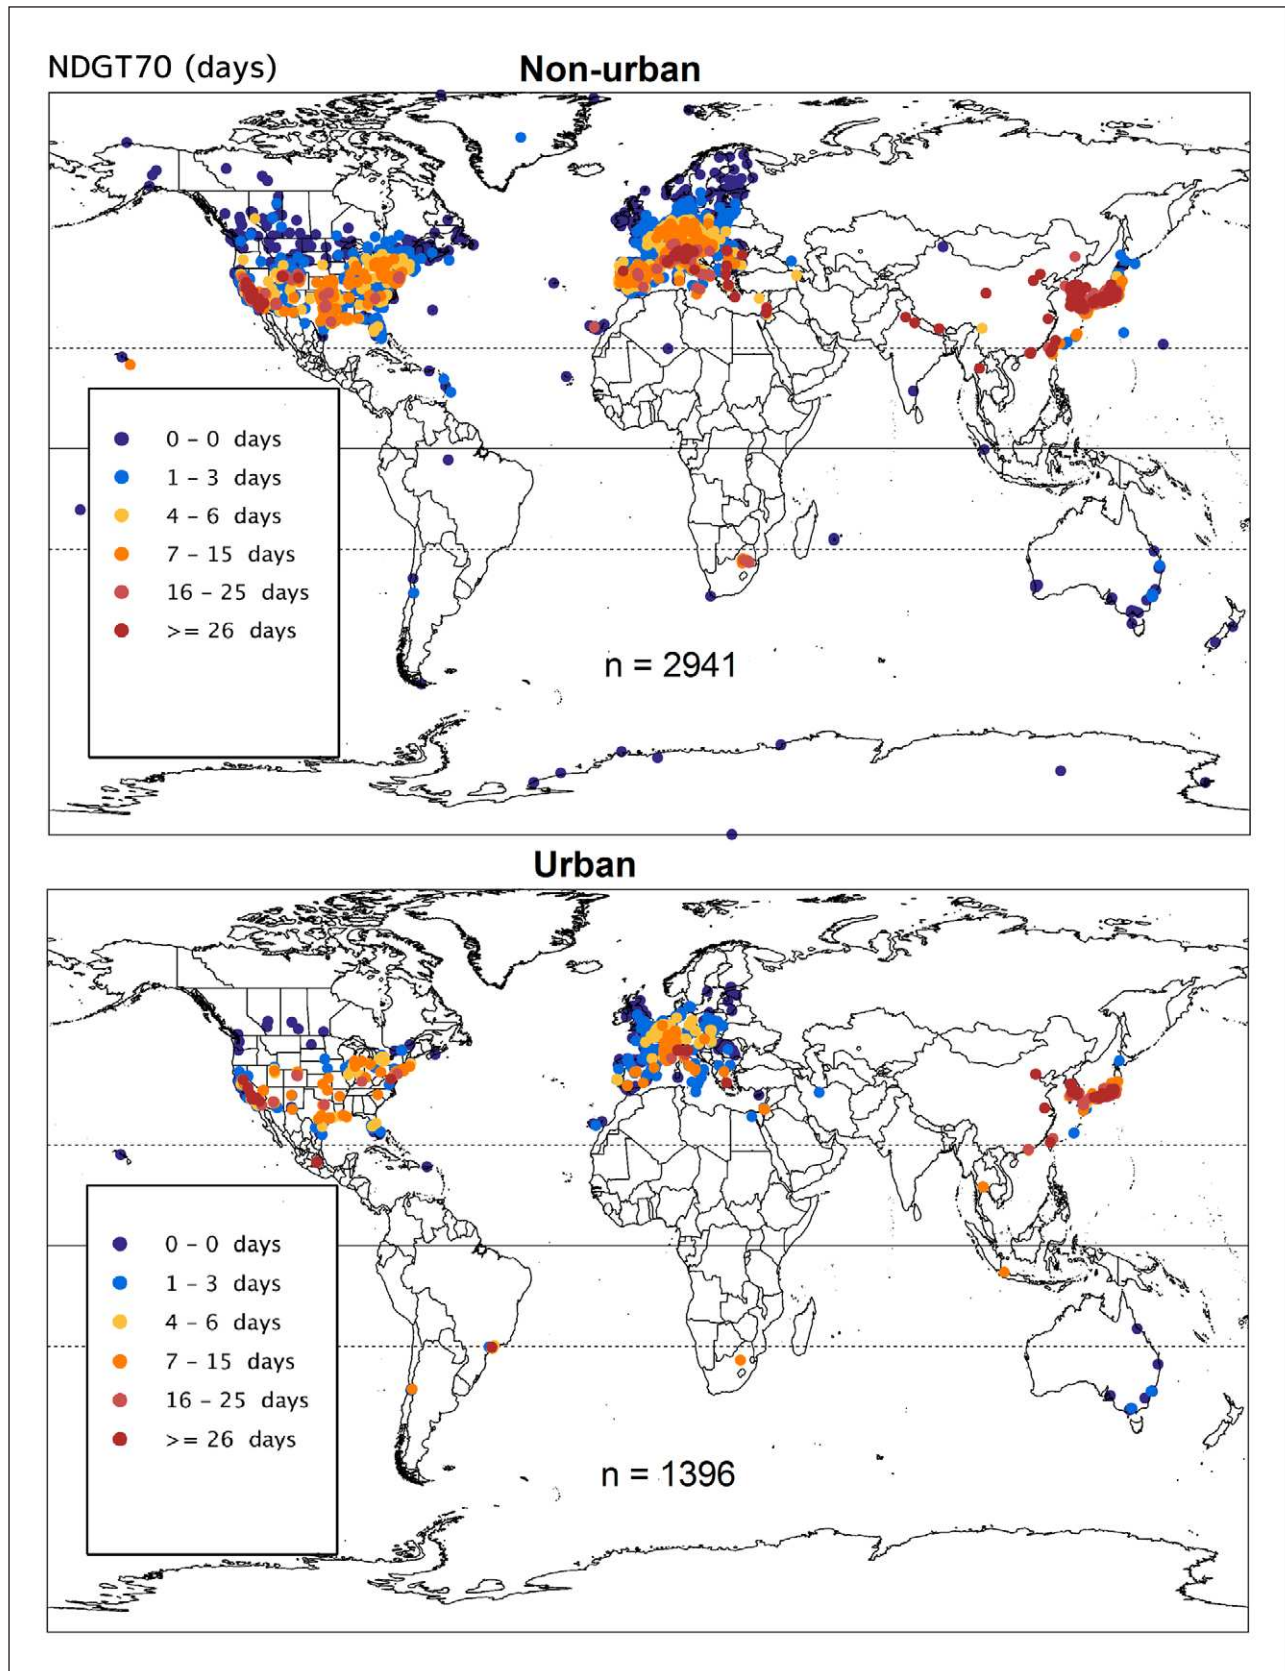 NDGT70 (days)
Non-urban
0 – 0 days
1 – 3 days
4 – 6 days
7 – 15 days
16 – 25 days
>= 26 days
n = 2941
Urban
0 – 0 days
1 – 3 days
4 – 6 days
7 – 15 days
16 – 25 days
>= 26 days
n = 1396